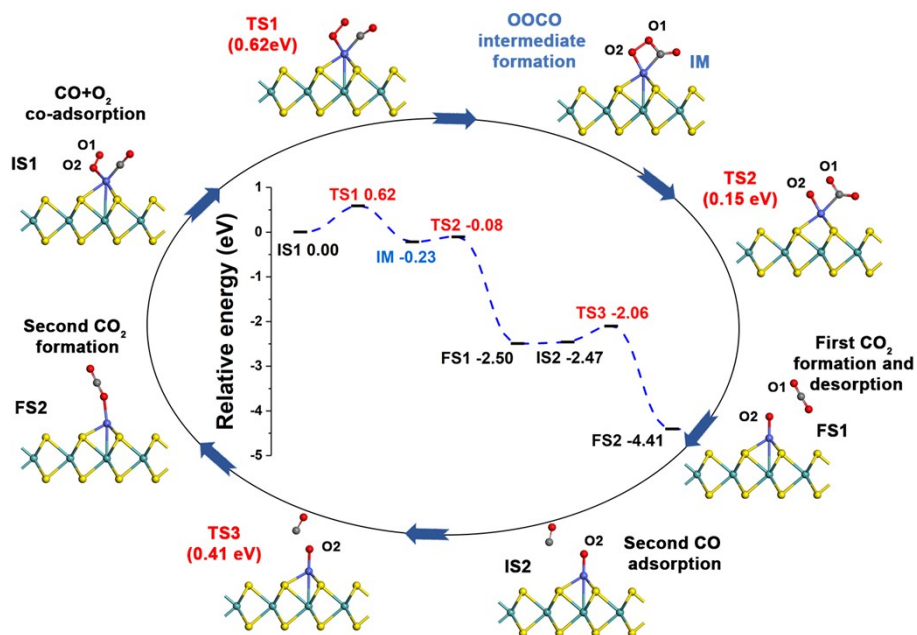 TS1
(0.62eV)
OOCO
intermediate
formation
O1
O2
IM
CO+O₂
co-adsorption
IS1
O1
O2
TS2
(0.15 eV)
O1
O2
Relative energy (eV)
1
0
-1
-2
-3
-4
-5
IS1 0.00
TS1 0.62
IM -0.23
TS2 -0.08
FS1 -2.50
IS2 -2.47
TS3 -2.06
FS2 -4.41
Second CO₂
formation
FS2
First CO₂
formation and
desorption
O1
O2
FS1
TS3
(0.41 eV)
O2
IS2
O2
Second CO
adsorption